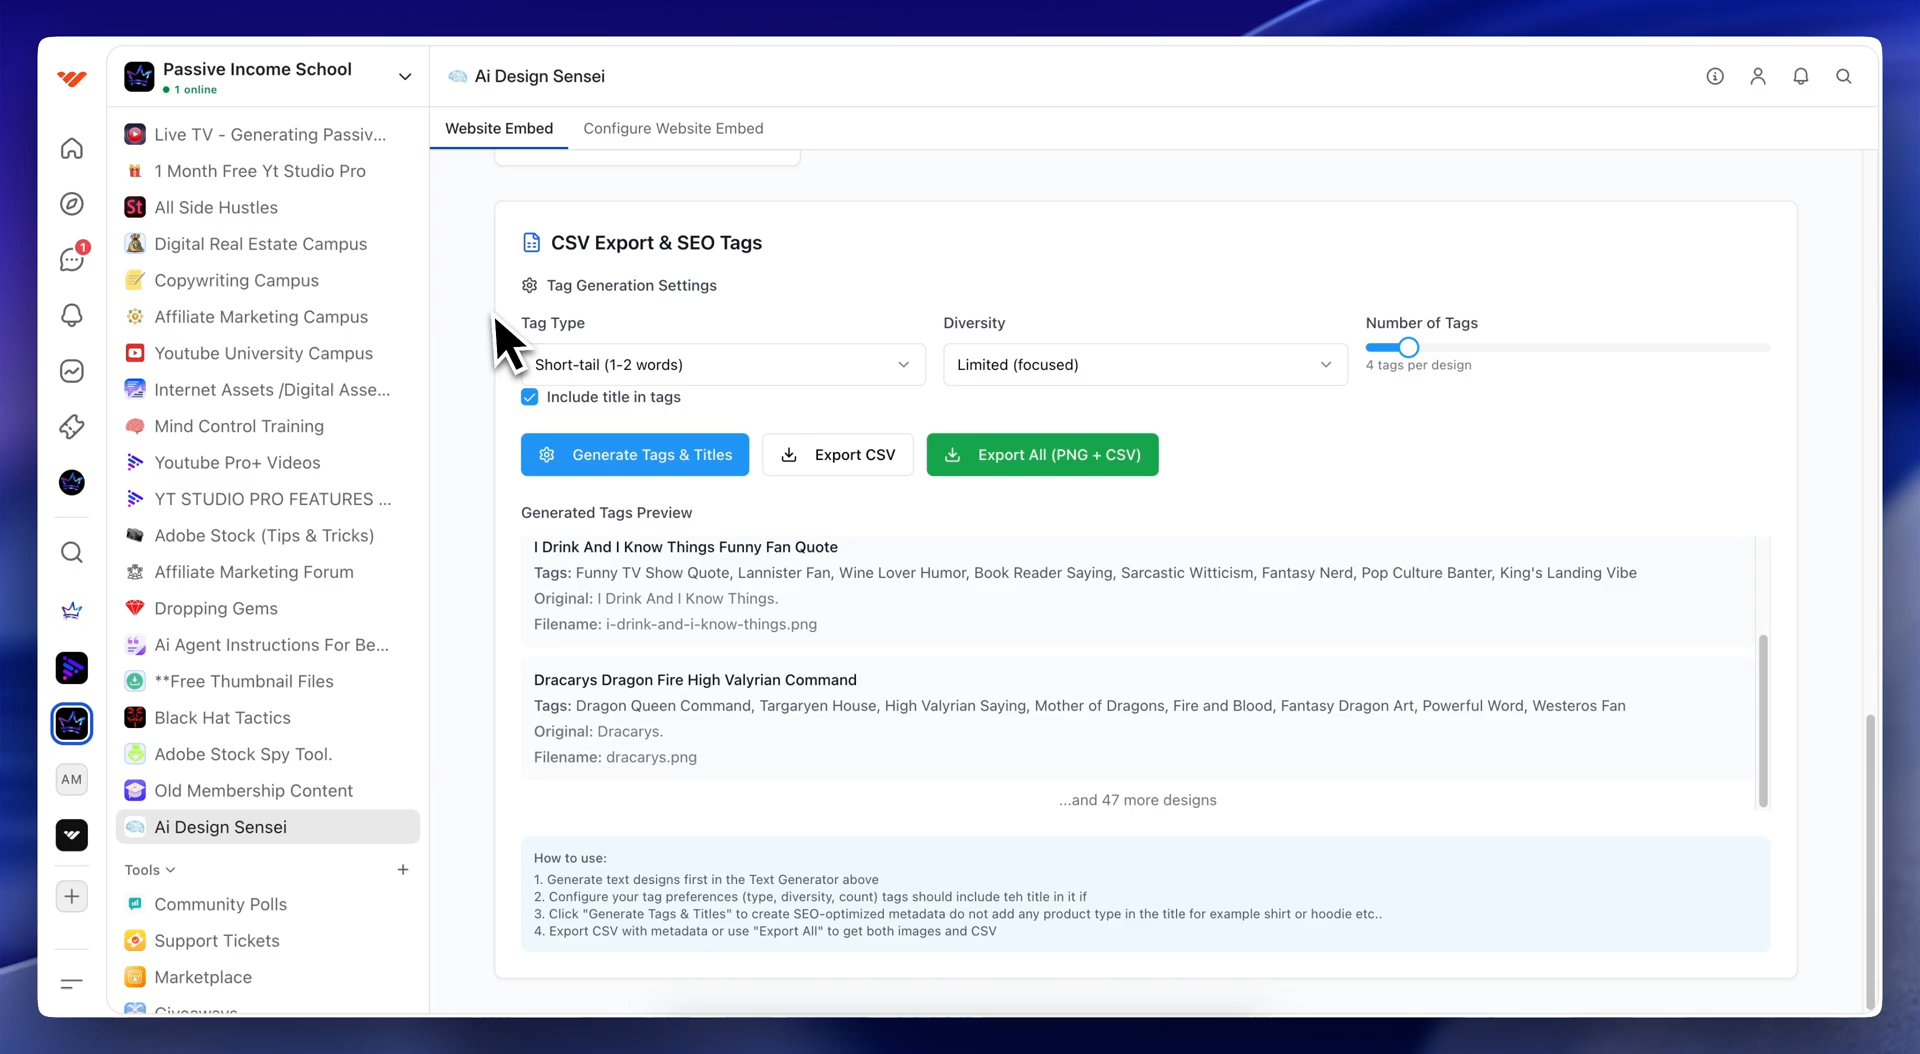 Passive Income School
1 online
Ai Design Sensei
Website Embed
Configure Website Embed
1
Live TV - Generating Passiv...
1 Month Free Yt Studio Pro
St
All Side Hustles
Digital Real Estate Campus
Copywriting Campus
Affiliate Marketing Campus
Youtube University Campus
Internet Assets /Digital Asse...
Mind Control Training
Youtube Pro+ Videos
YT STUDIO PRO FEATURES ...
Adobe Stock (Tips & Tricks)
Affiliate Marketing Forum
Dropping Gems
Ai Agent Instructions For Be...
**Free Thumbnail Files
Black Hat Tactics
Adobe Stock Spy Tool.
AM
Old Membership Content
Ai Design Sensei
Tools
Community Polls
Support Tickets
Marketplace
Giveaways
CSV Export & SEO Tags
Tag Generation Settings
Tag Type
Diversity
Number of Tags
Short-tail (1-2 words)
Limited (focused)
4 tags per design
Include title in tags
Generate Tags & Titles
Export CSV
Export All (PNG + CSV)
Generated Tags Preview
I Drink And I Know Things Funny Fan Quote
Tags: Funny TV Show Quote, Lannister Fan, Wine Lover Humor, Book Reader Saying, Sarcastic Witticism, Fantasy Nerd, Pop Culture Banter, King's Landing Vibe
Original: I Drink And I Know Things.
Filename: i-drink-and-i-know-things.png
Dracarys Dragon Fire High Valyrian Command
Tags: Dragon Queen Command, Targaryen House, High Valyrian Saying, Mother of Dragons, Fire and Blood, Fantasy Dragon Art, Powerful Word, Westeros Fan
Original: Dracarys.
Filename: dracarys.png
...and 47 more designs
How to use:
1. Generate text designs first in the Text Generator above
2. Configure your tag preferences (type, diversity, count) tags should include teh title in it if
3. Click "Generate Tags & Titles" to create SEO-optimized metadata do not add any product type in the title for example shirt or hoodie etc..
4. Export CSV with metadata or use "Export All" to get both images and CSV